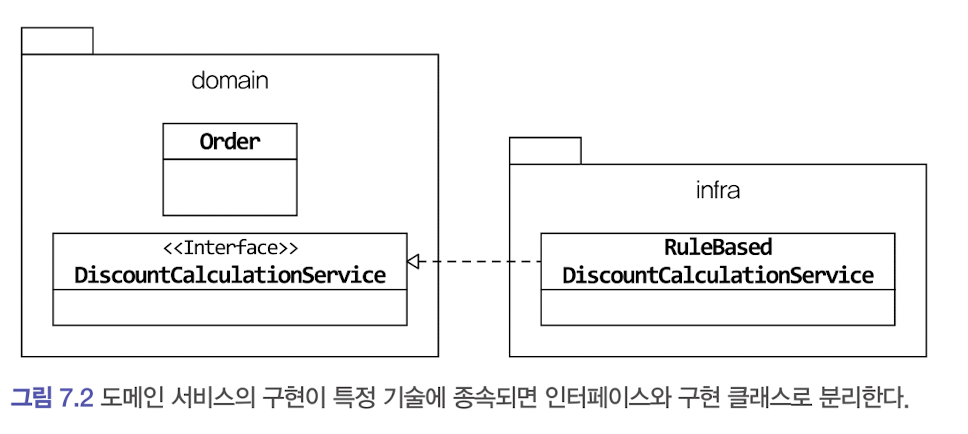 domain
Order
<<Interface>>
DiscountCalculationService
infra
RuleBased
DiscountCalculationService
그림 7.2 도메인 서비스의 구현이 특정 기술에 종속되면 인터페이스와 구현 클래스로 분리한다.